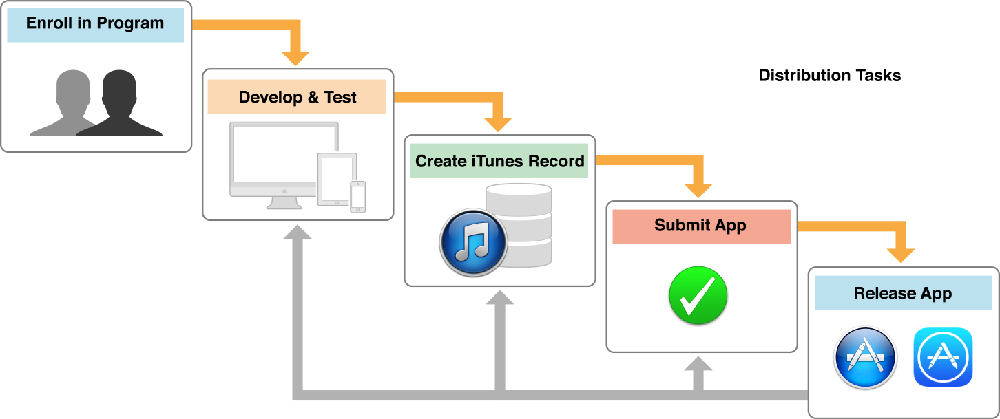 Enroll in Program
Distribution Tasks
Develop & Test
Create iTunes Record
Submit App
Release App